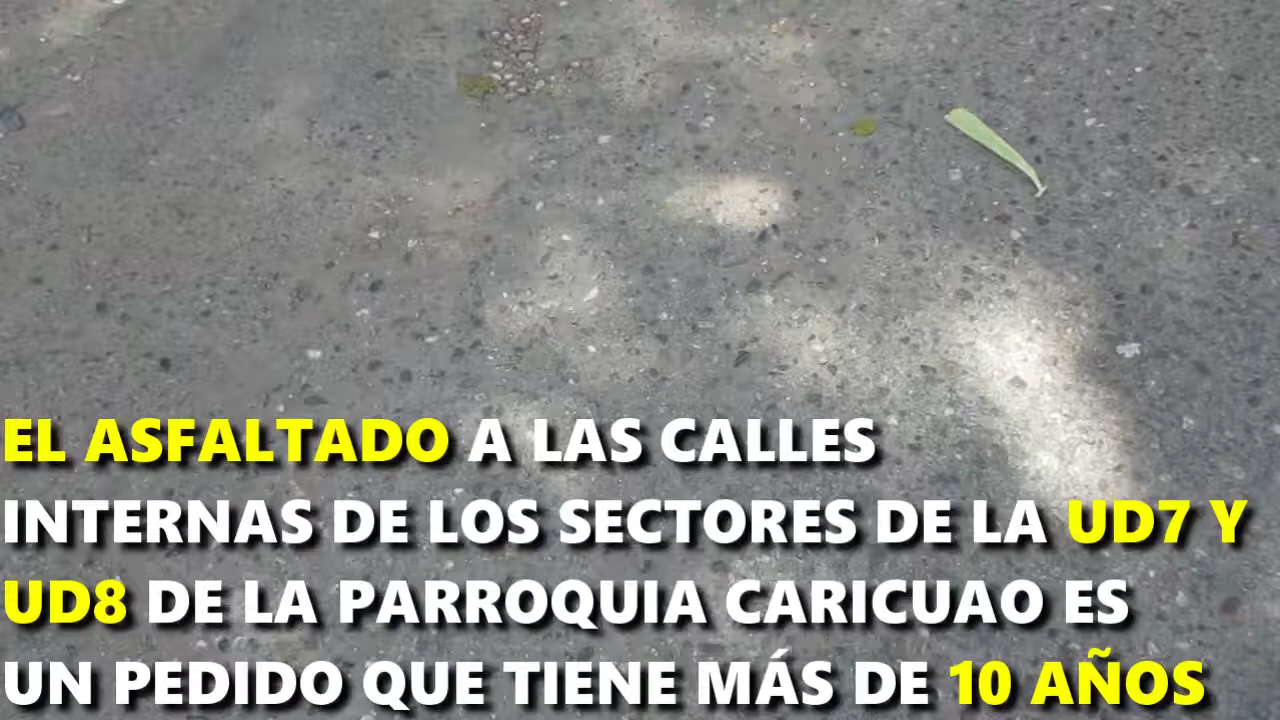 EL ASFALTADO A LAS CALLES
INTERNAS DE LOS SECTORES DE LA UD7 Y
UD8 DE LA PARROQUIA CARICUAO ES
UN PEDIDO QUE TIENE MÁS DE 10 AÑOS